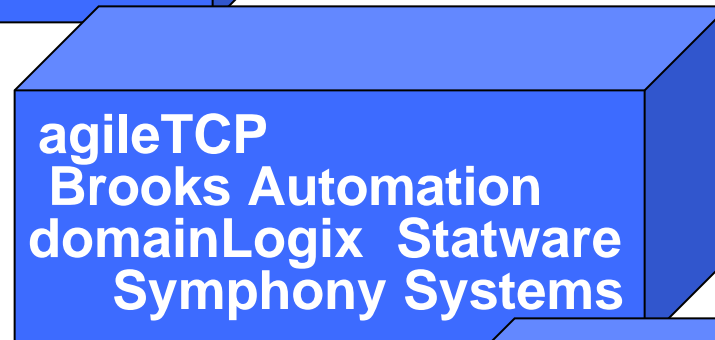 agileTCP
Brooks Automation
domainLogix Statware
Symphony Systems